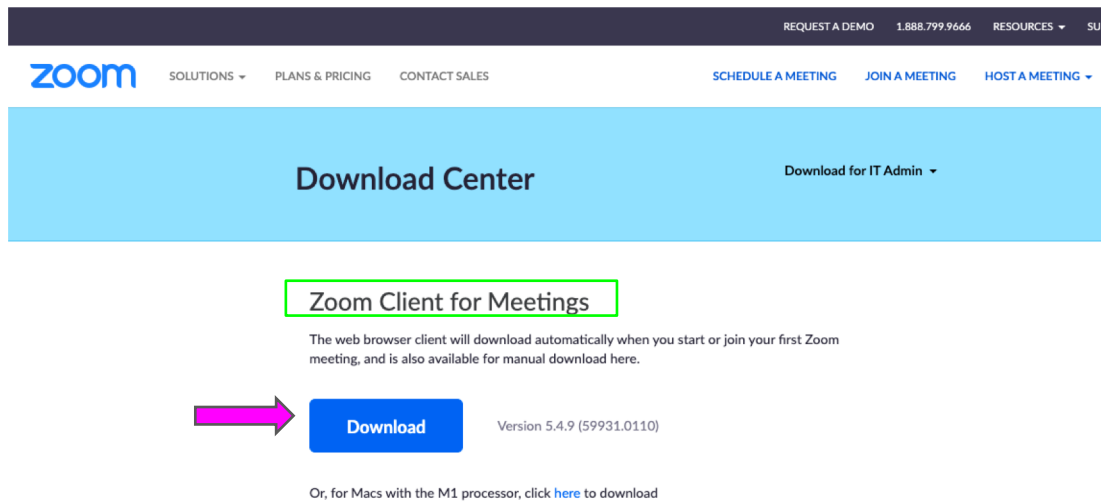 REQUEST A DEMO 1.888.799.9666 RESOURCES SU
zoom SOLUTIONS PLANS & PRICING CONTACT SALES SCHEDULE A MEETING JOIN A MEETING HOST A MEETING
Download Center Download for IT Admin
Zoom Client for Meetings
The web browser client will download automatically when you start or join your first Zoom
meeting, and is also available for manual download here.
Download Version 5.4.9 (59931.0110)
Or, for Macs with the M1 processor, click here to download